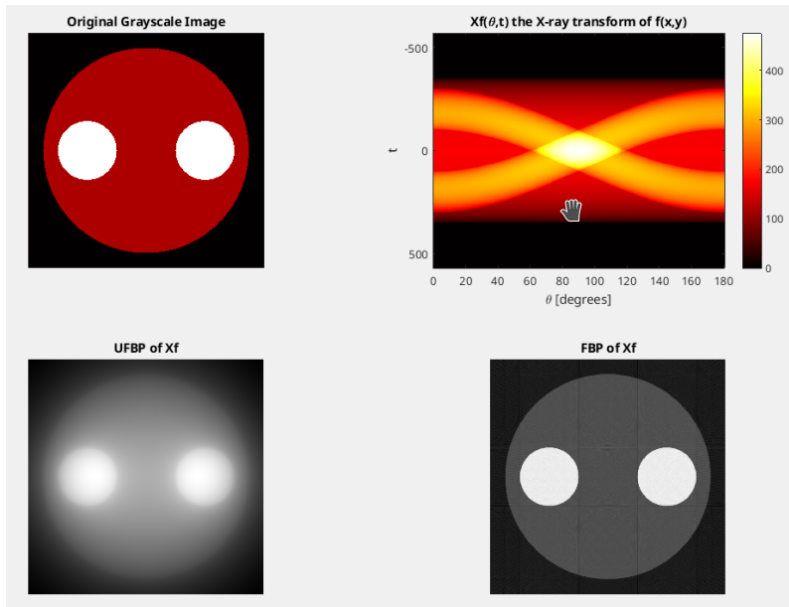 Original Grayscale Image
Xf(θ,t) the X-ray transform of f(x,y)
-500
0
500
t
0 20 40 60 80 100 120 140 160 180
θ [degrees]
400
300
200
100
0
UFBP of Xf
FBP of Xf